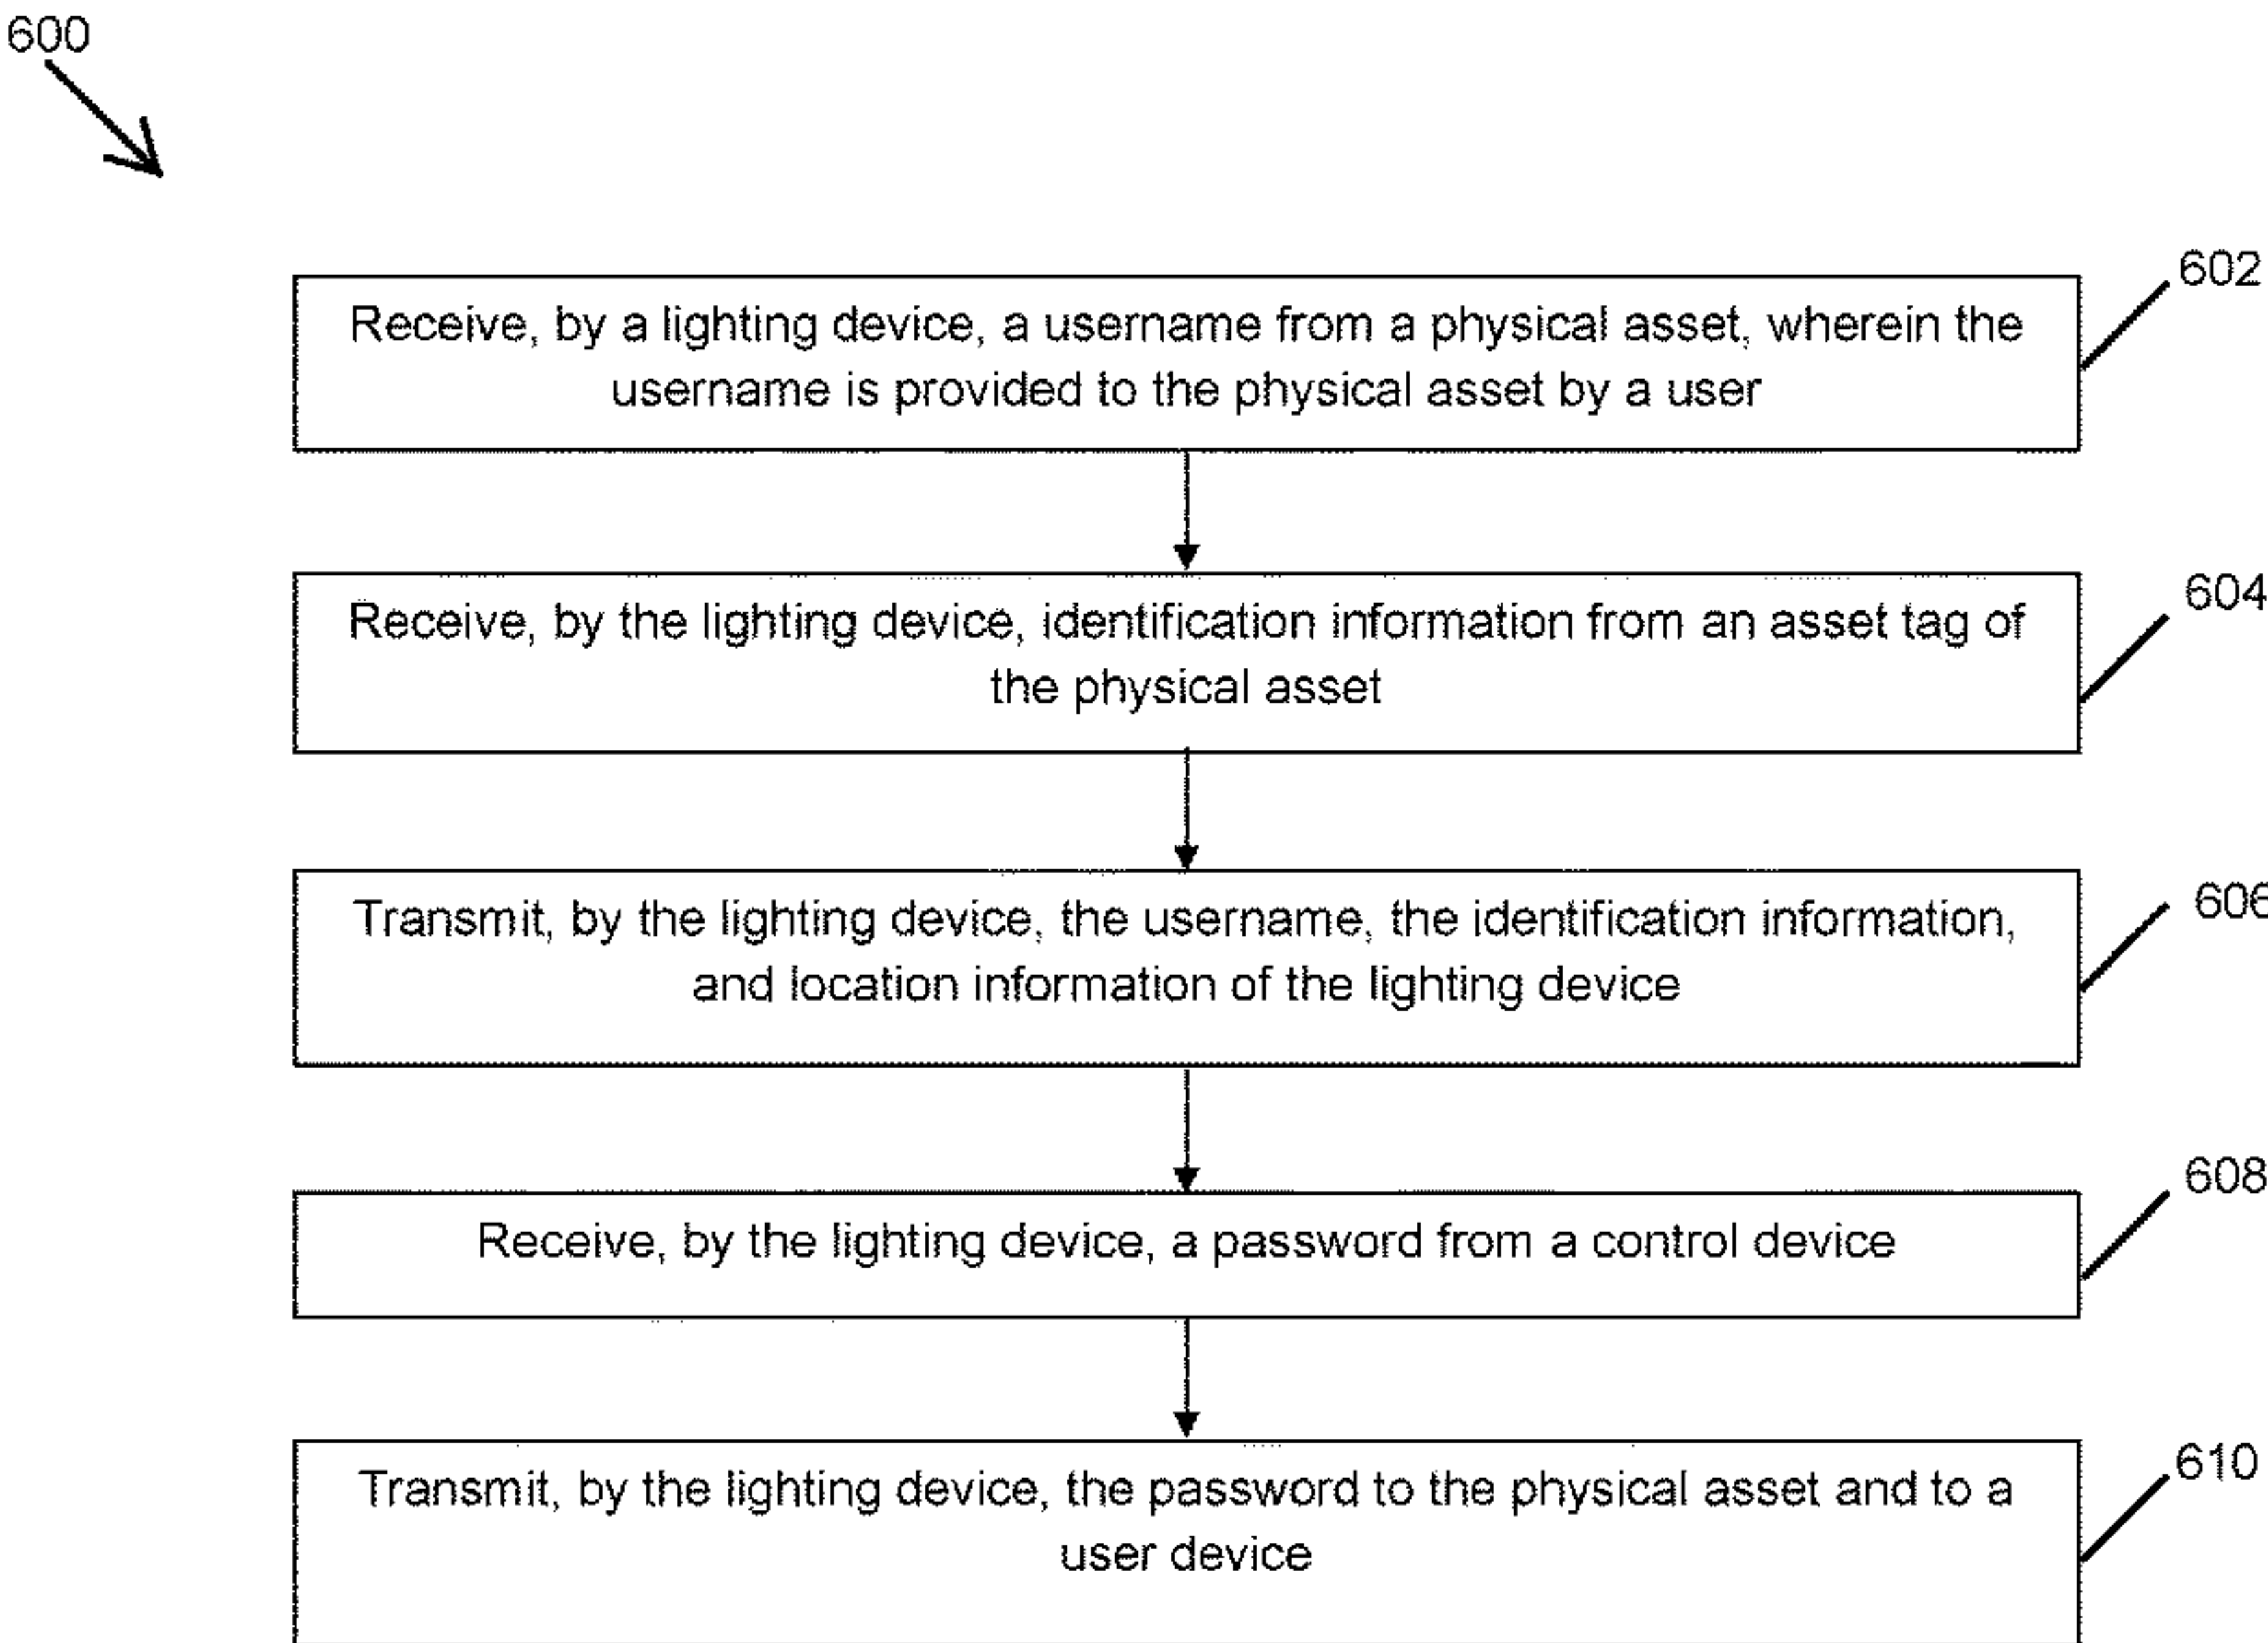 600
602
Receive, by a lighting device, a username from a physical asset, wherein the
username is provided to the physical asset by a user
604
Receive, by the lighting device, identification information from an asset tag of
the physical asset
606
Transmit, by the lighting device, the username, the identification information,
and location information of the lighting device
608
Receive, by the lighting device, a password from a control device
610
Transmit, by the lighting device, the password to the physical asset and to a
user device